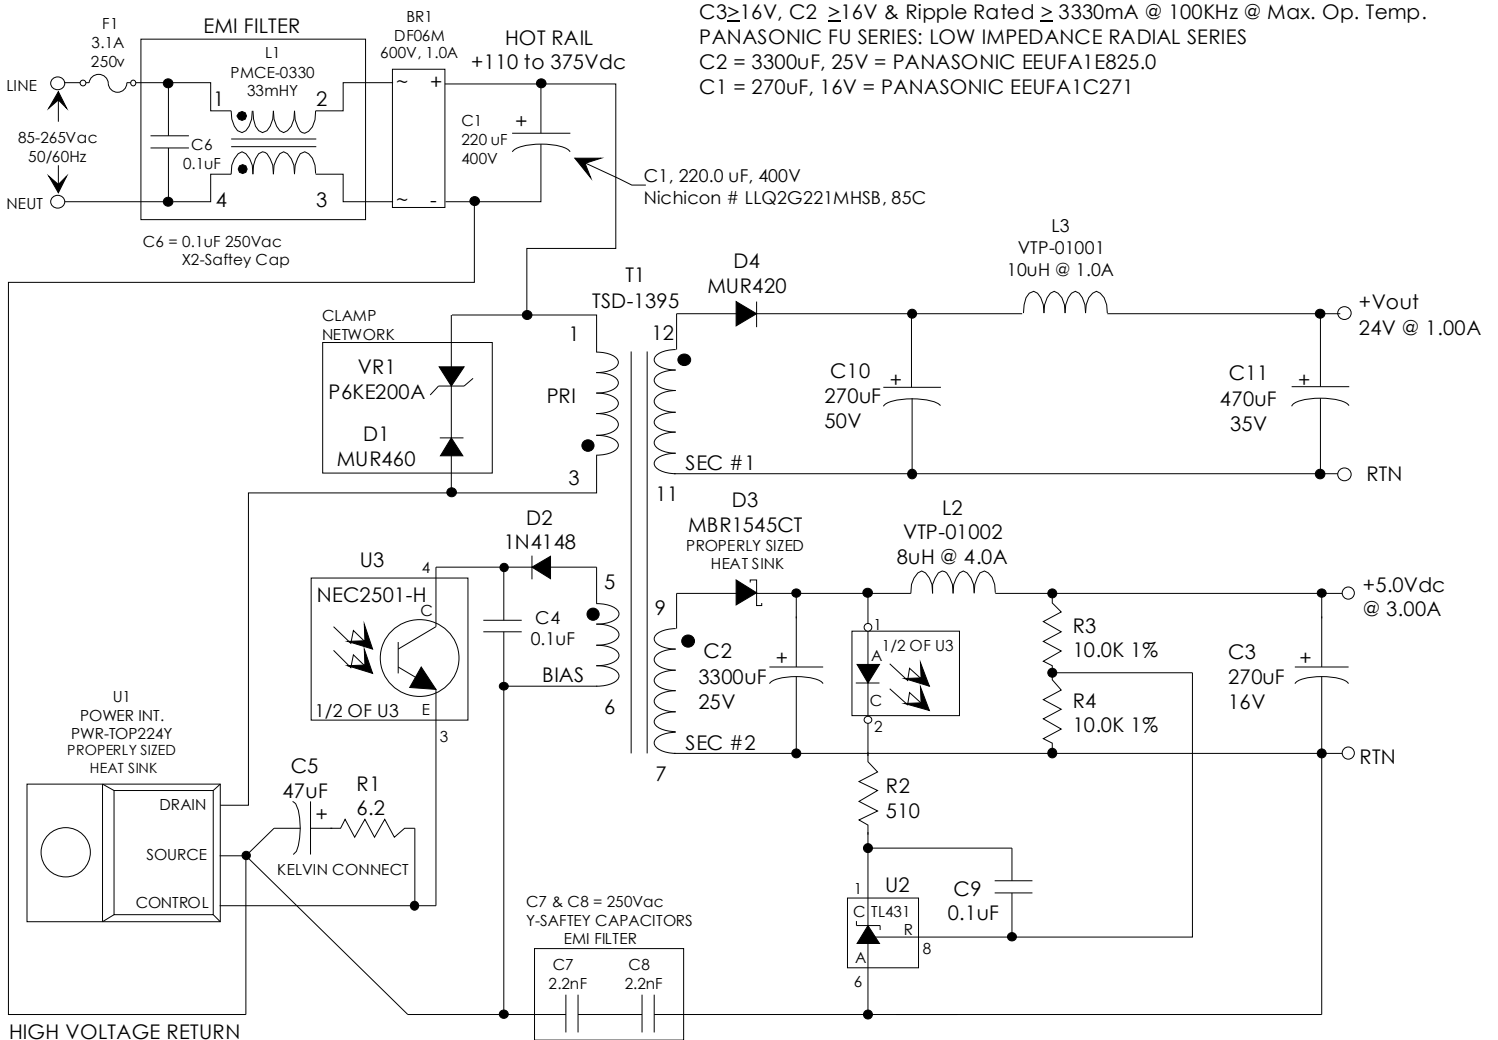 C3≥16V, C2 ≥16V & Ripple Rated ≥ 3330mA @ 100KHz @ Max. Op. Temp.
PANASONIC FU SERIES: LOW IMPEDANCE RADIAL SERIES
C2 = 3300uF, 25V = PANASONIC EEUFA1E825.0
C1 = 270uF, 16V = PANASONIC EEUFA1C271
F1
3.1A
250v
EMI FILTER
L1
PMCE-0330
33mHY
BR1
DF06M
600V, 1.0A
HOT RAIL
+110 to 375Vdc
LINE
1
2
~
+
85-265Vac
50/60Hz
C6
0.1uF
C1
+
220 uF
400V
NEUT
4
3
~
-
C1, 220.0 uF, 400V
Nichicon # LLQ2G221MHSB, 85C
C6 = 0.1uF 250Vac
X2-Saftey Cap
T1
TSD-1395
D4
MUR420
L3
VTP-01001
10uH @ 1.0A
+Vout
24V @ 1.00A
CLAMP
NETWORK
VR1
P6KE200A
D1
MUR460
1
PRI
3
12
SEC #1
11
C10
270uF
50V
+
C11
470uF
35V
+
RTN
D3
MBR1545CT
PROPERLY SIZED
HEAT SINK
L2
VTP-01002
8uH @ 4.0A
+5.0Vdc
@ 3.00A
D2
1N4148
U3
4
NEC2501-H
C
1/2 OF U3
E
3
C4
0.1uF
5
BIAS
6
9
SEC #2
7
C2
3300uF
25V
+
1
A
1/2 OF U3
C
2
R3
10.0K 1%
R4
10.0K 1%
C3
270uF
16V
+
RTN
U1
POWER INT.
PWR-TOP224Y
PROPERLY SIZED
HEAT SINK
DRAIN
SOURCE
CONTROL
C5
47uF
+
R1
6.2
KELVIN CONNECT
R2
510
1
U2
C
TL431
R
A
8
6
C9
0.1uF
C7 & C8 = 250Vac
Y-SAFTEY CAPACITORS
EMI FILTER
C7
2.2nF
C8
2.2nF
HIGH VOLTAGE RETURN